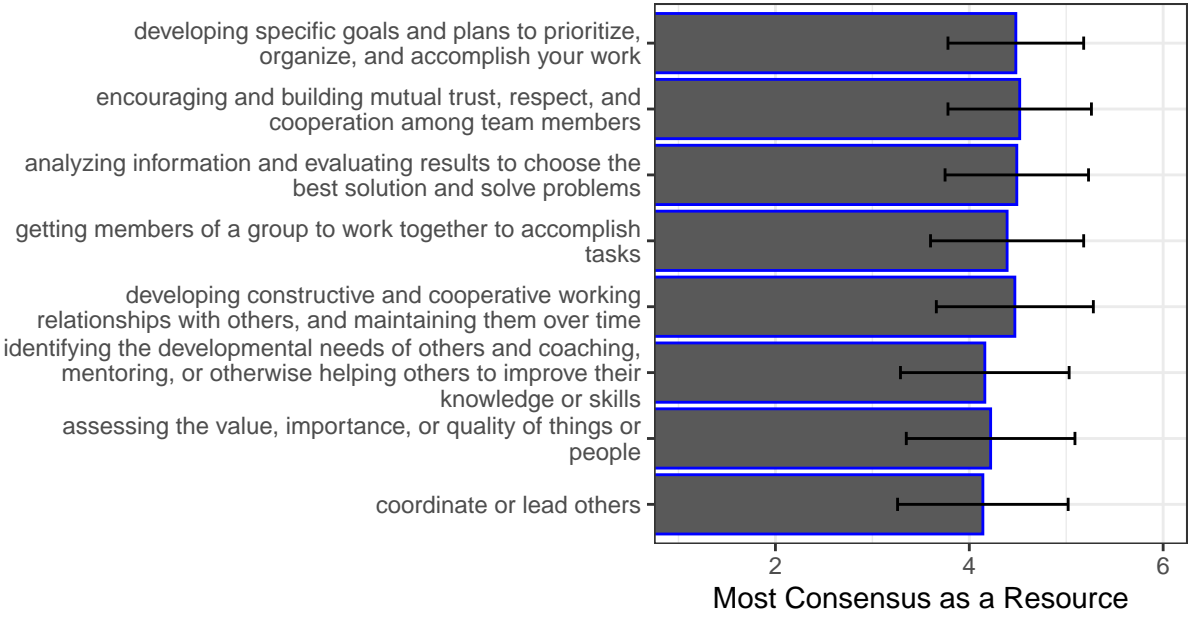 developing specific goals and plans to prioritize,
organize, and accomplish your work
encouraging and building mutual trust, respect, and
cooperation among team members
analyzing information and evaluating results to choose the
best solution and solve problems
getting members of a group to work together to accomplish
tasks
developing constructive and cooperative working
relationships with others, and maintaining them over time
identifying the developmental needs of others and coaching,
mentoring, or otherwise helping others to improve their
knowledge or skills
assessing the value, importance, or quality of things or
people
coordinate or lead others
2 4 6
Most Consensus as a Resource